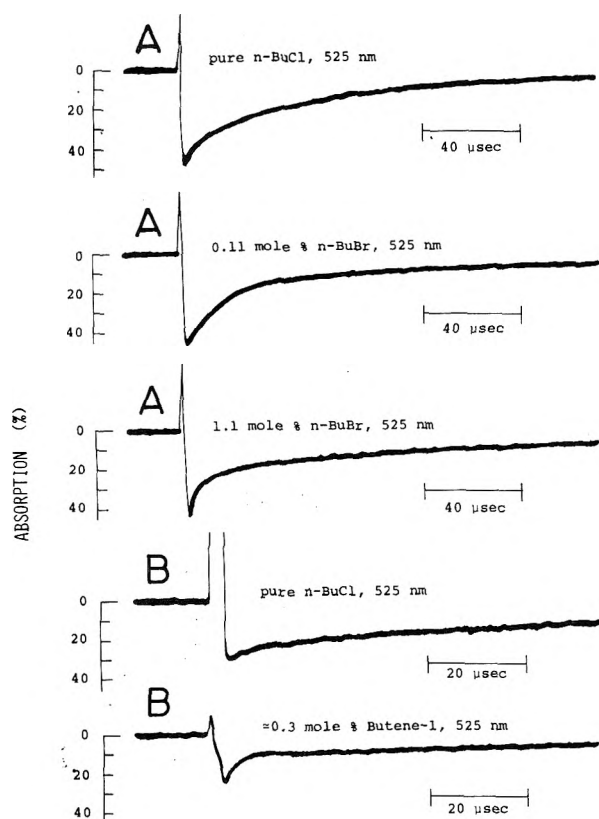 A
pure n-BuCl, 525 nm
0
20
40
40 μsec
A
0.11 mole % n-BuBr, 525 nm
0
20
40
40 μsec
A
1.1 mole % n-BuBr, 525 nm
0
20
40
40 μsec
ABSORPTION (%)
B
pure n-BuCl, 525 nm
0
20
40
20 μsec
B
≃0.3 mole % Butene-1, 525 nm
0
20
40
20 μsec